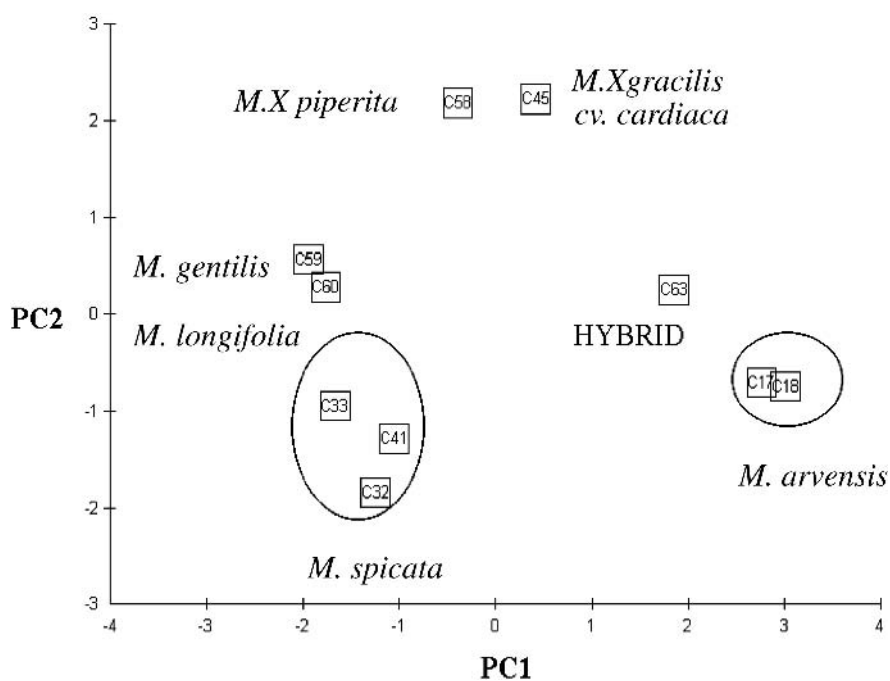 3
M.X piperita
C58
C45
M.Xgracilis
cv. cardiaca
2
1
M. gentilis
C59
C60
C63
PC2
0
M. longifolia
HYBRID
C33
C17
C18
-1
C41
M. arvensis
C32
-2
M. spicata
-3
-4
-3
-2
-1
0
1
2
3
4
PC1